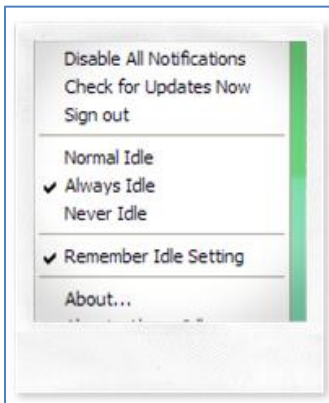 Disable All Notifications
Check for Updates Now
Sign out
Normal Idle
Always Idle
Never Idle
Remember Idle Setting
About...